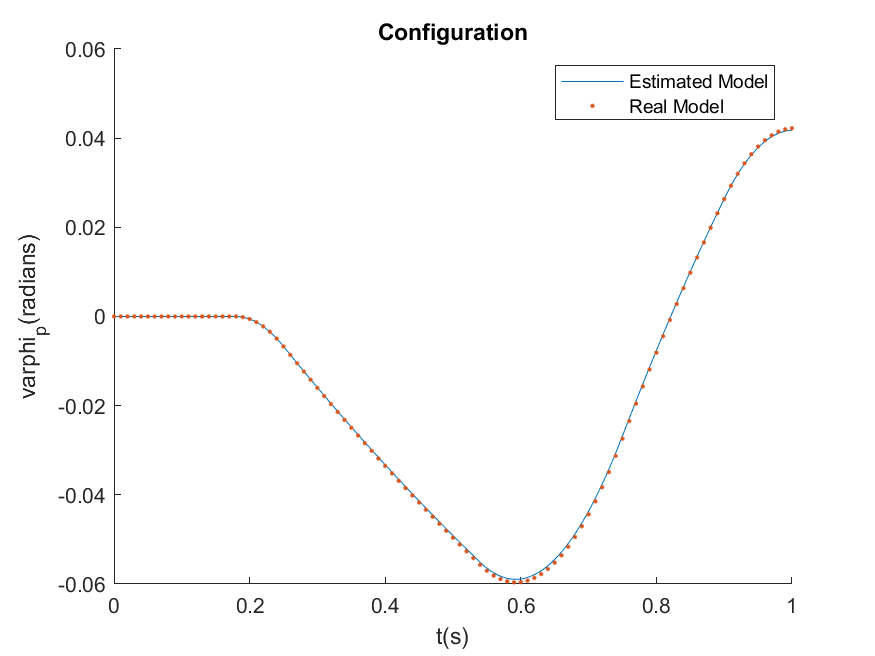 Configuration
Estimated Model
Real Model
0.06
0.04
0.02
0
-0.02
-0.04
-0.06
varphi_p(radians)
0 0.2 0.4 0.6 0.8 1
t(s)